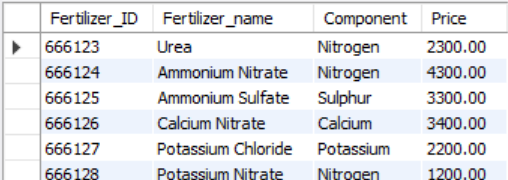 Fertilizer_ID Fertilizer_name Component Price
666123 Urea Nitrogen 2300.00
666124 Ammonium Nitrate Nitrogen 4300.00
666125 Ammonium Sulfate Sulphur 3300.00
666126 Calcium Nitrate Calcium 3400.00
666127 Potassium Chloride Potassium 2200.00
666128 Potassium Nitrate Nitrogen 1200.00